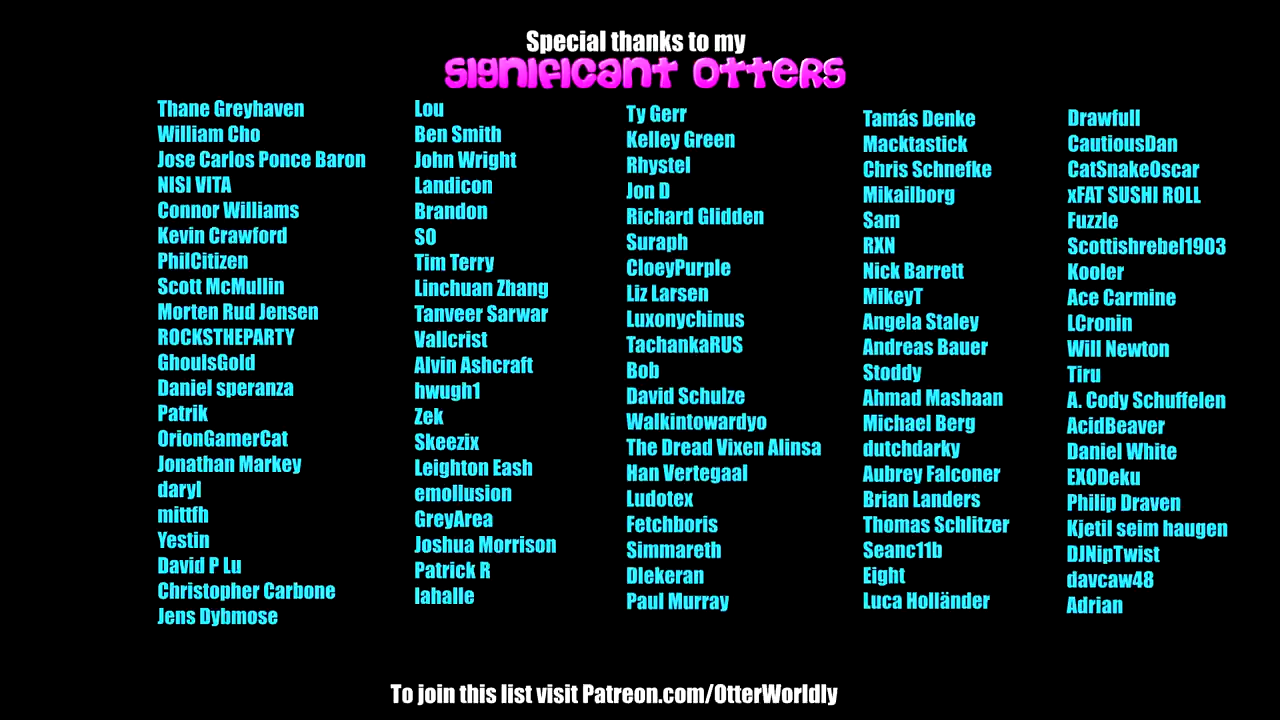 Special thanks to my
Significant Otters
Thane Greyhaven
William Cho
Jose Carlos Ponce Baron
NISI VITA
Connor Williams
Kevin Crawford
PhilCitizen
Scott McMullin
Morten Rud Jensen
ROCKSTHEPARTY
GhoulsGold
Daniel speranza
Patrik
OrionGamerCat
Jonathan Markey
daryl
mittfh
Yestin
David P Lu
Christopher Carbone
Jens Dybmose
Lou
Ben Smith
John Wright
Landicon
Brandon
SO
Tim Terry
Linchuan Zhang
Tanveer Sarwar
Vallcrist
Alvin Ashcraft
hwugh1
Zek
Skeezix
Leighton Eash
emollusion
GreyArea
Joshua Morrison
Patrick R
lahalle
Ty Gerr
Kelley Green
Rhystel
Jon D
Richard Glidden
Suraph
CloeyPurple
Liz Larsen
Luxonychinus
TachankaRUS
Bob
David Schulze
Walkintowardyo
The Dread Vixen Alinsa
Han Vertegaal
Ludotex
Fetchboris
Simmareth
Dlekeran
Paul Murray
Tamás Denke
Macktastick
Chris Schnefke
Mikailborg
Sam
RXN
Nick Barrett
MikeyT
Angela Staley
Andreas Bauer
Stoddy
Ahmad Mashaan
Michael Berg
dutchdarky
Aubrey Falconer
Brian Landers
Thomas Schlitzer
Seanc11b
Eight
Luca Holländer
Drawfull
CautiousDan
CatSnakeOscar
xFAT SUSHI ROLL
Fuzzle
Scottishrebel1903
Kooler
Ace Carmine
LCronin
Will Newton
Tiru
A. Cody Schuffelen
AcidBeaver
Daniel White
EXODeku
Philip Draven
Kjetil seim haugen
DJNipTwist
davcaw48
Adrian
To join this list visit Patreon.com/OtterWorldly